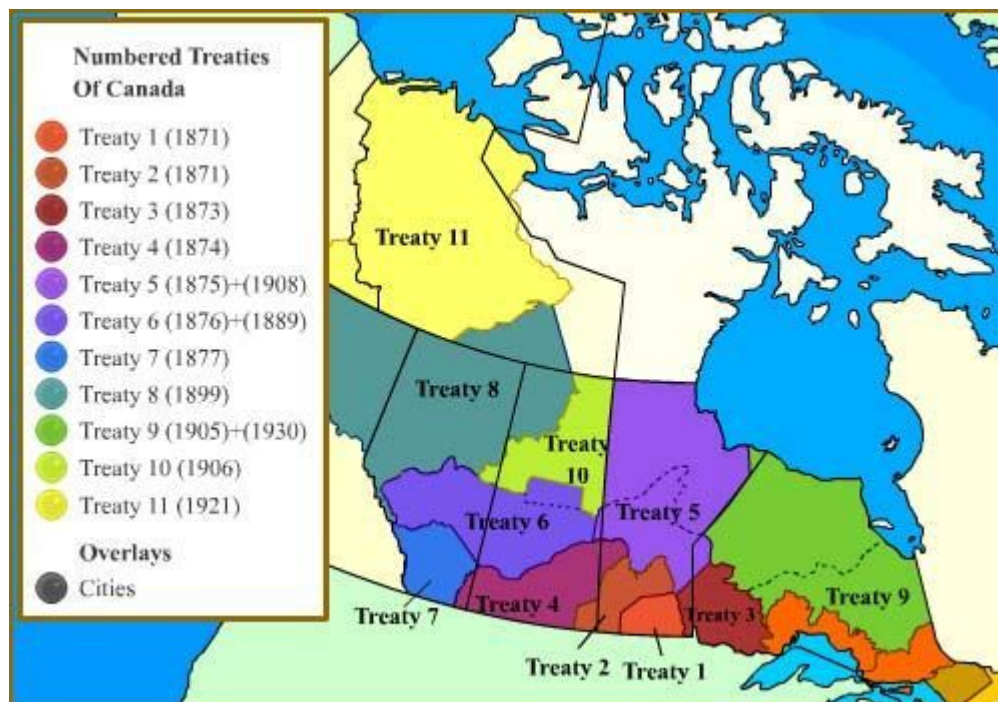 Numbered Treaties
Of Canada
Treaty 1 (1871)
Treaty 2 (1871)
Treaty 3 (1873)
Treaty 4 (1874)
Treaty 5 (1875)+(1908)
Treaty 6 (1876)+(1889)
Treaty 7 (1877)
Treaty 8 (1899)
Treaty 9 (1905)+(1930)
Treaty 10 (1906)
Treaty 11 (1921)
Overlays
Cities
Treaty 11
Treaty 8
Treaty
10
Treaty 6
Treaty 5
Treaty 7
Treaty 4
Treaty 3
Treaty 9
Treaty 2
Treaty 1